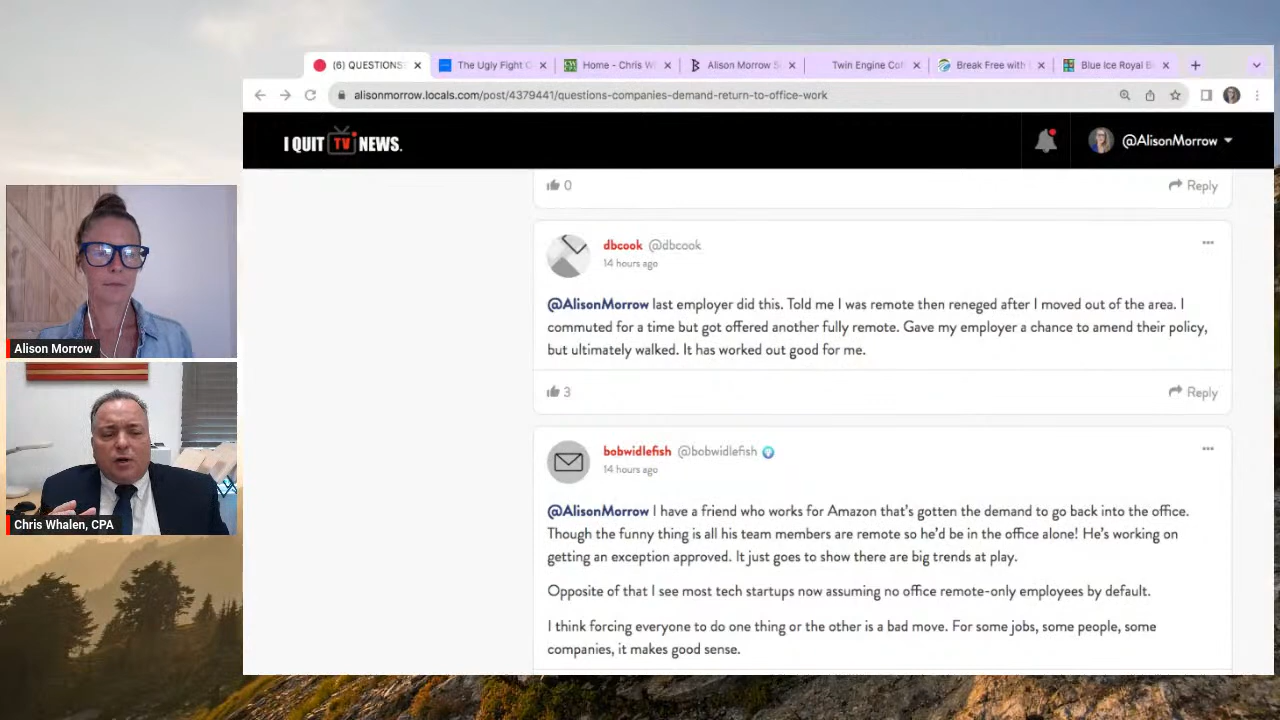 (6) QUESTIONS
The Ugly Fight G
Home - Chris W
Alison Morrow S
Twin Engine Cof
Break Free with
Blue Ice Royal B
alisonmorrow.locals.com/post/4379441/questions-companies-demand-return-to-office-work
I QUIT TV NEWS.
@AlisonMorrow
0
Reply
dbcook @dbcook
14 hours ago
@AlisonMorrow last employer did this. Told me I was remote then reneged after I moved out of the area. I
commuted for a time but got offered another fully remote. Gave my employer a chance to amend their policy,
but ultimately walked. It has worked out good for me.
3
Reply
bobwidlefish @bobwidlefish
14 hours ago
@AlisonMorrow I have a friend who works for Amazon that's gotten the demand to go back into the office.
Though the funny thing is all his team members are remote so he'd be in the office alone! He's working on
getting an exception approved. It just goes to show there are big trends at play.
Opposite of that I see most tech startups now assuming no office remote-only employees by default.
I think forcing everyone to do one thing or the other is a bad move. For some jobs, some people, some
companies, it makes good sense.
Alison Morrow
Chris Whalen, CPA